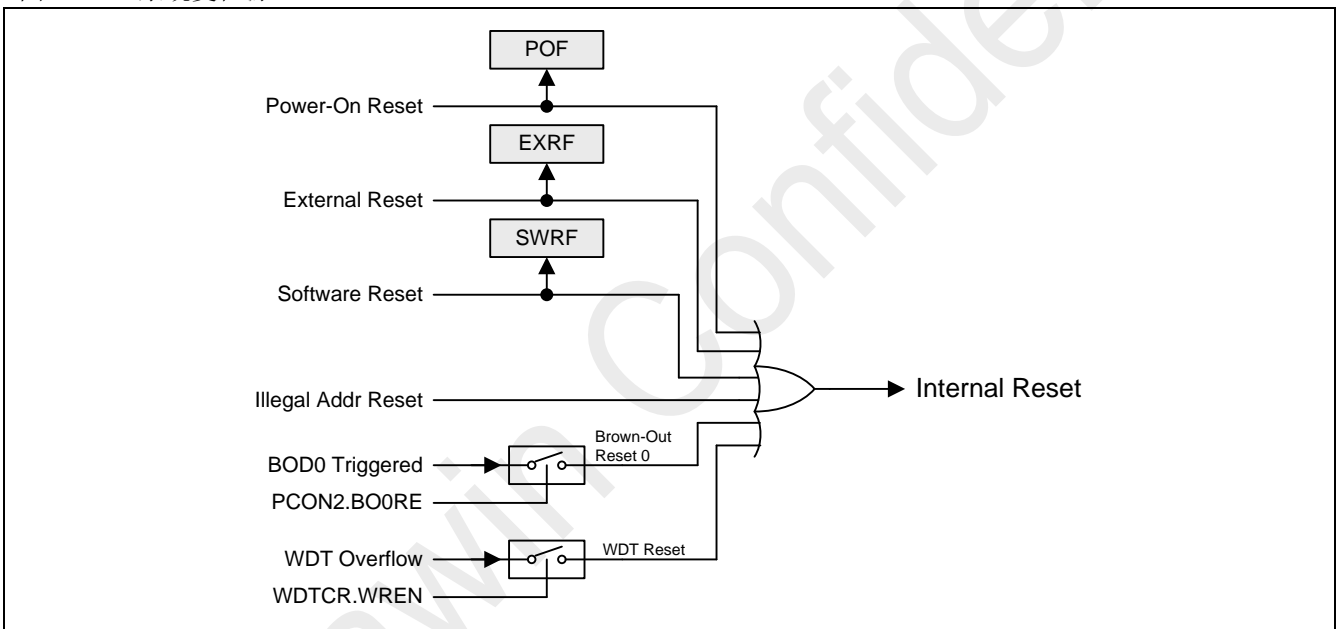 POF
Power-On Reset
EXRF
External Reset
SWRF
Software Reset
Internal Reset
Illegal Addr Reset
Brown-Out
Reset 0
BOD0 Triggered
PCON2.BO0RE
WDT Reset
WDT Overflow
WDTCR.WREN